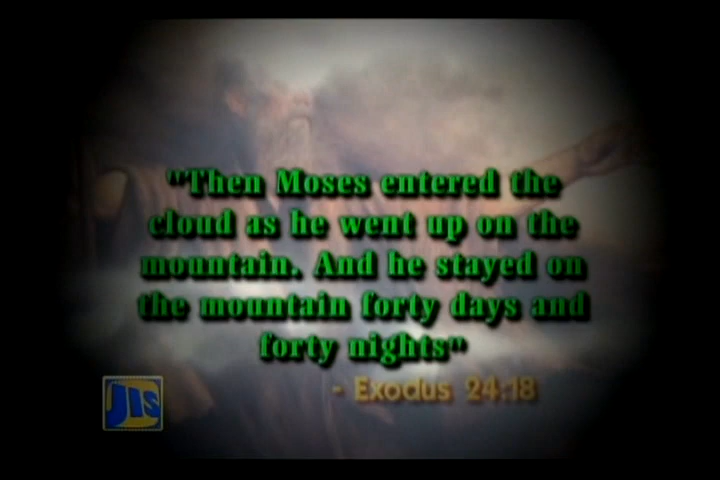 "Then Moses entered the
cloud as he went up on the
mountain. And he stayed on
the mountain forty days and
forty nights"
- Exodus 24:18
JIS